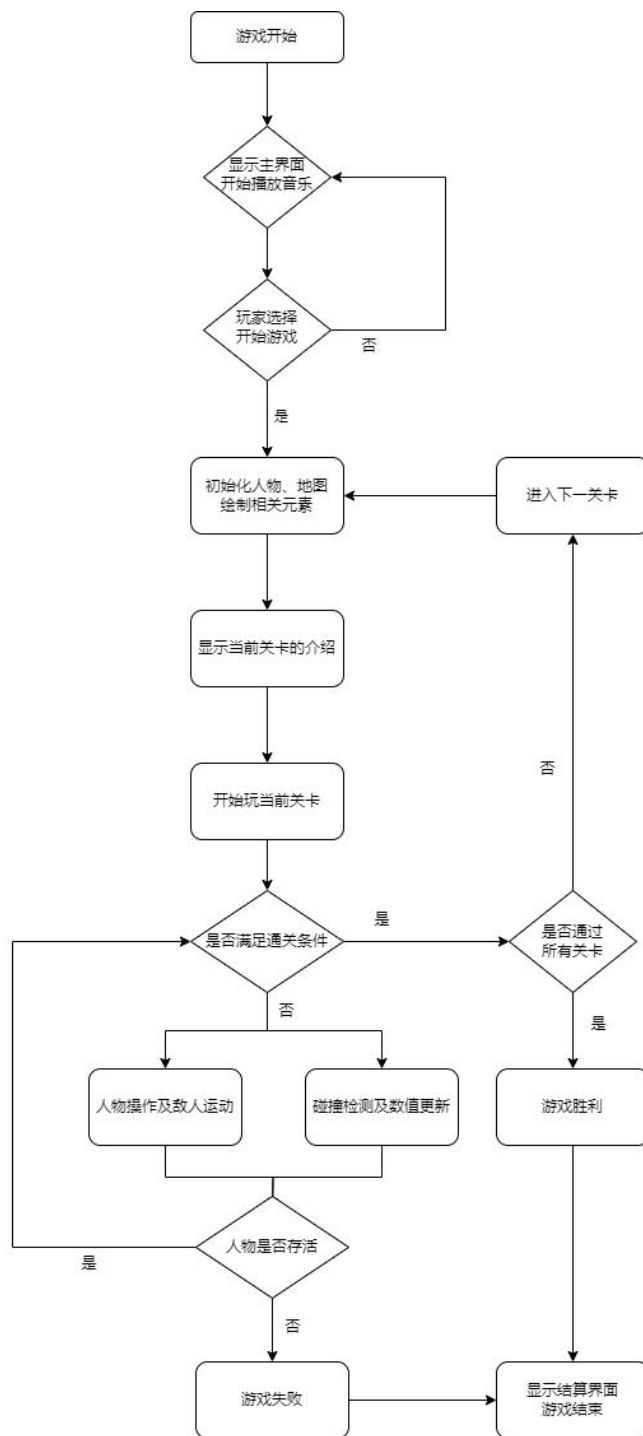 游戏开始
显示主界面
开始播放音乐
玩家选择
开始游戏
否
是
初始化人物、地图
绘制相关元素
进入下一关卡
显示当前关卡的介绍
否
开始玩当前关卡
是否满足通关条件
是
是否通过
所有关卡
否
是
人物操作及敌人运动
碰撞检测及数值更新
游戏胜利
人物是否存活
是
否
游戏失败
显示结算界面
游戏结束